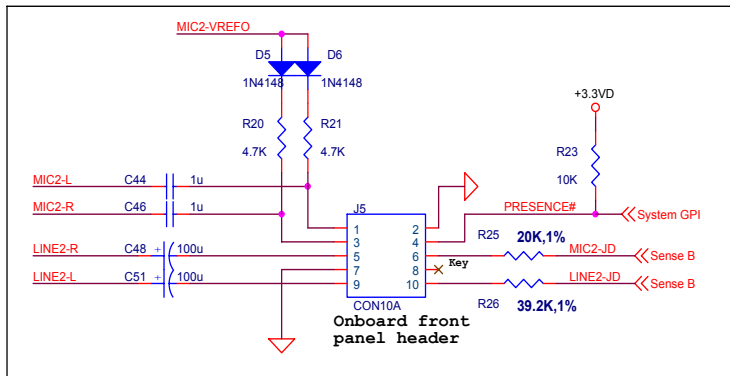 MIC2-VREFO
D5 D6
1N4148 1N4148
+3.3VD
R20 R21
4.7K 4.7K
R23
10K
MIC2-L C44 1u
MIC2-R C46 1u
J5
PRESENCE#
System GPI
1 2
3 4
R25 20K,1%
LINE2-R C48 + 100u
5 6
MIC2-JD
Sense B
7 8
Key
LINE2-L C51 + 100u
9 10
LINE2-JD
Sense B
CON10A
R26 39.2K,1%
Onboard front
panel header